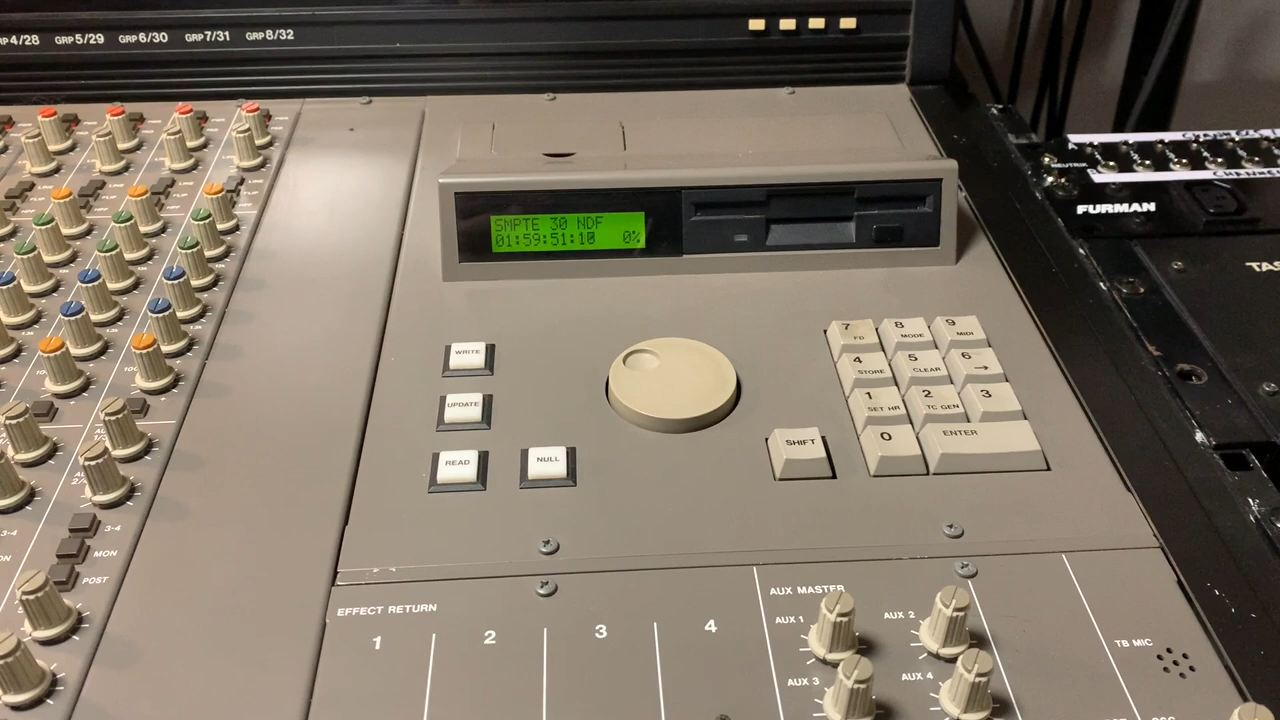 GRP 5/29 GRP 6/30 GRP 7/31 GRP 8/32
SMPTE 30 NDF
01:59:51:10 0%
NEUTRIK
FURMAN
WRITE
UPDATE
READ
NULL
7 FD
8 MODE
9 MIDI
4 STORE
5 CLEAR
6 →
1 SET HR
2 TC GEN
3
0
ENTER
SHIFT
LINE
FLIP
3-4
MON
POST
EFFECT RETURN
1 2 3 4
AUX MASTER
AUX 1
AUX 2
AUX 3
AUX 4
TB MIC